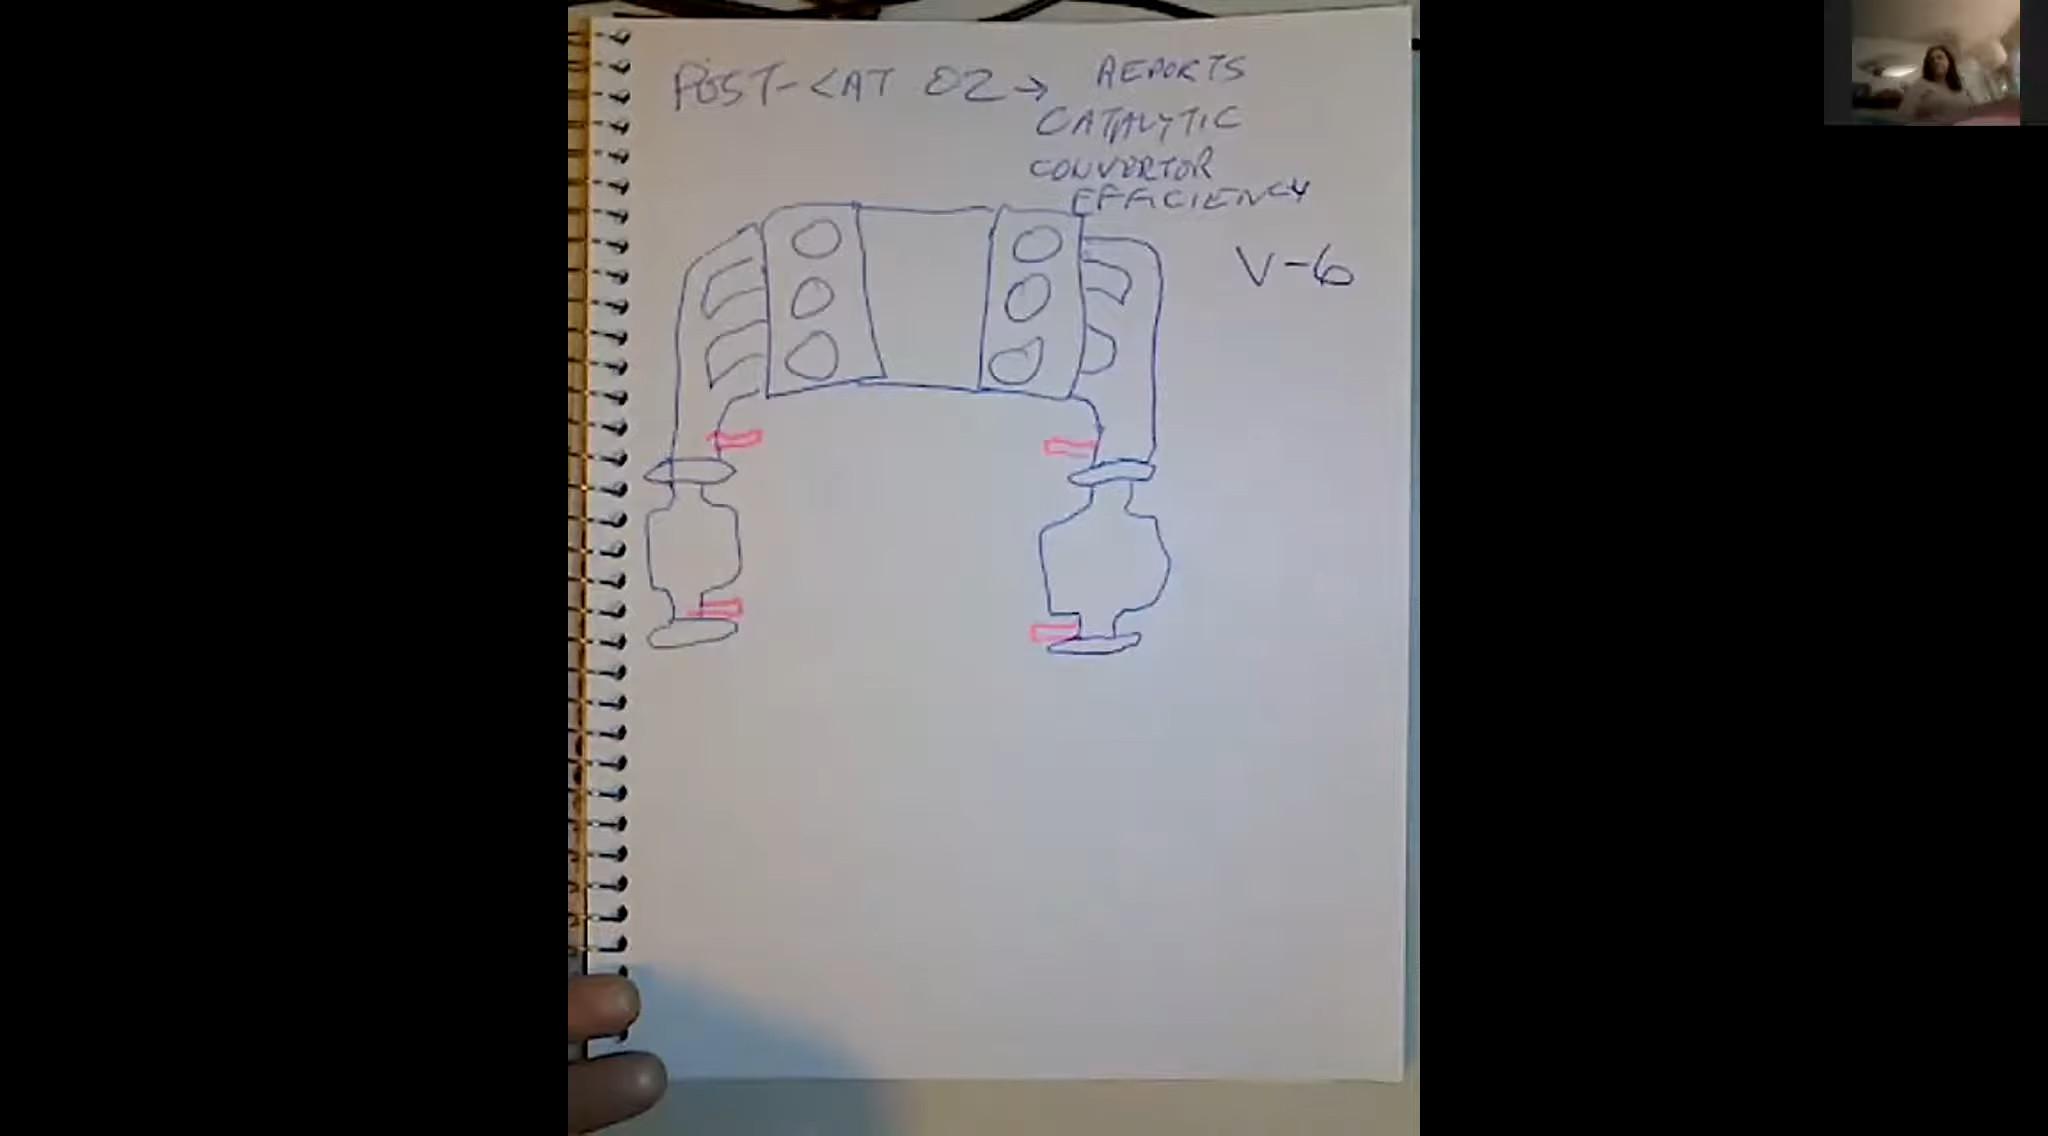 POST-CAT O2 → REPORTS
CATALYTIC
CONVERTOR
EFFICIENCY
V-6